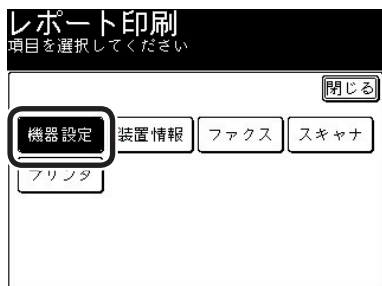 レポート印刷
項目を選択してください
閉じる
機器設定 装置情報 ファクス スキャナ
プリンタ